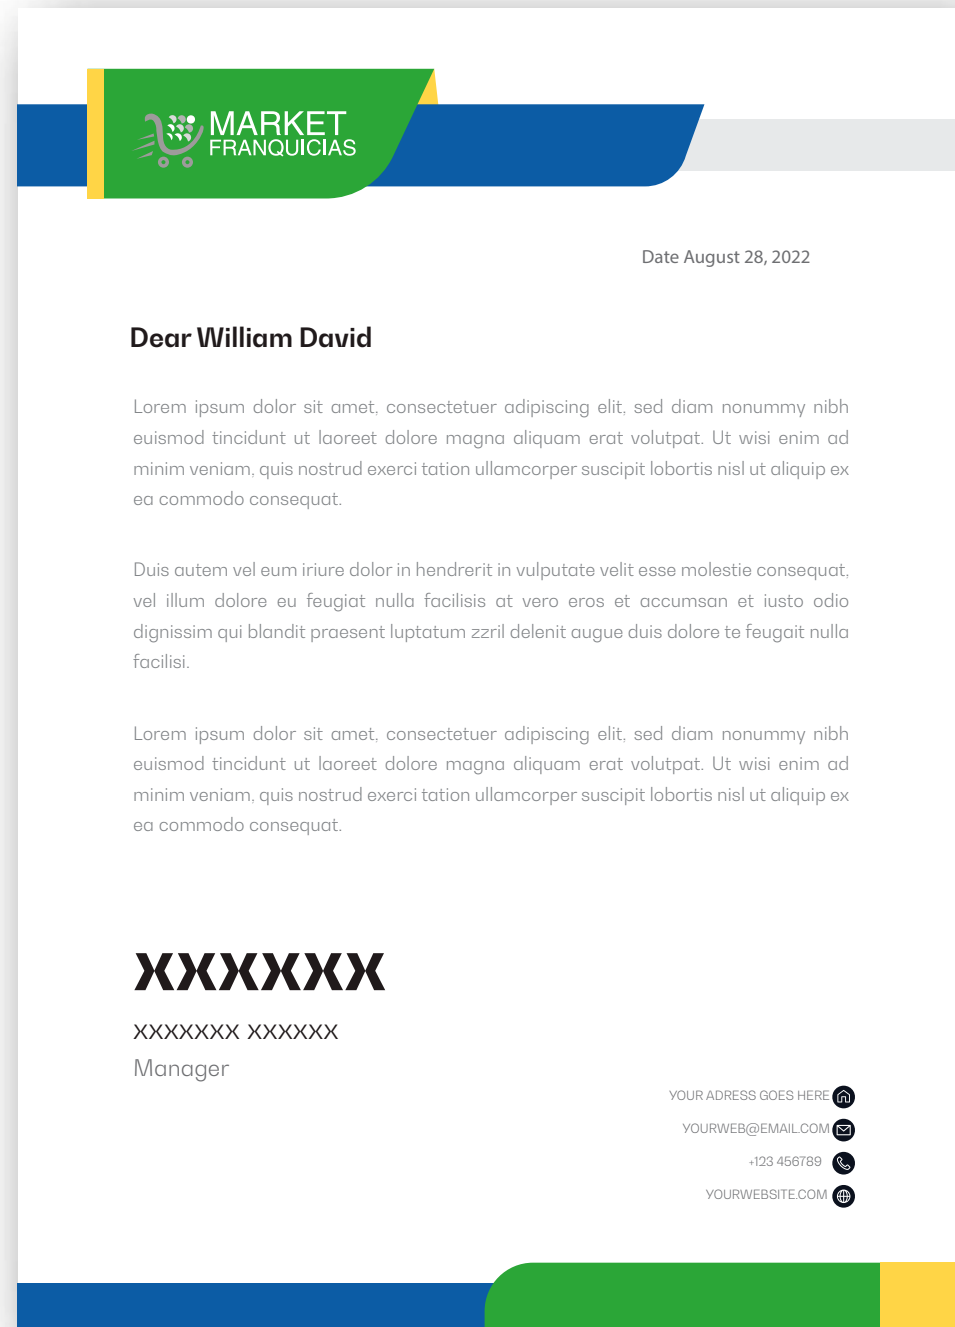 MARKET
FRANQUICIAS
Date August 28, 2022
Dear William David
Lorem ipsum dolor sit amet, consectetuer adipiscing elit, sed diam nonummy nibh
euismod tincidunt ut laoreet dolore magna aliquam erat volutpat. Ut wisi enim ad
minim veniam, quis nostrud exerci tation ullamcorper suscipit lobortis nisl ut aliquip ex
ea commodo consequat.
Duis autem vel eum iriure dolor in hendrerit in vulputate velit esse molestie consequat,
vel illum dolore eu feugiat nulla facilisis at vero eros et accumsan et iusto odio
dignissim qui blandit praesent luptatum zzril delenit augue duis dolore te feugait nulla
facilisi.
Lorem ipsum dolor sit amet, consectetuer adipiscing elit, sed diam nonummy nibh
euismod tincidunt ut laoreet dolore magna aliquam erat volutpat. Ut wisi enim ad
minim veniam, quis nostrud exerci tation ullamcorper suscipit lobortis nisl ut aliquip ex
ea commodo consequat.
XXXXXX
XXXXXXX XXXXXX
Manager
YOUR ADRESS GOES HERE
YOURWEB@EMAIL.COM
+123 456789
YOURWEBSITE.COM